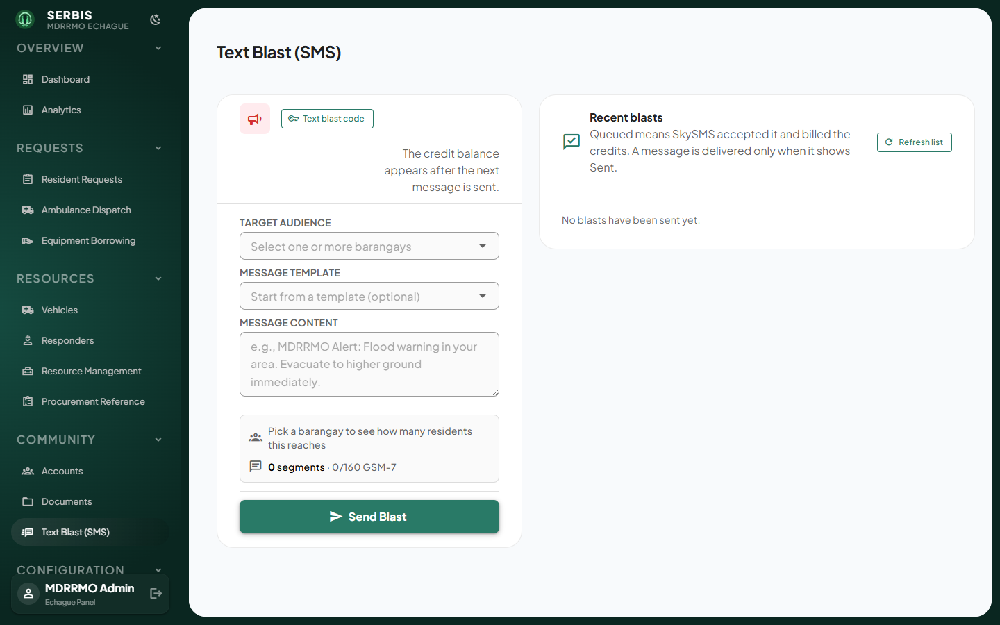 SERBIS
MDRRMO ECHAGUE
OVERVIEW
Dashboard
Analytics
REQUESTS
Resident Requests
Ambulance Dispatch
Equipment Borrowing
RESOURCES
Vehicles
Responders
Resource Management
Procurement Reference
COMMUNITY
Accounts
Documents
Text Blast (SMS)
CONFIGURATION
MDRRMO Admin
Echague Panel
Text Blast (SMS)
Text blast code
The credit balance
appears after the next
message is sent.
TARGET AUDIENCE
Select one or more barangays
MESSAGE TEMPLATE
Start from a template (optional)
MESSAGE CONTENT
e.g., MDRRMO Alert: Flood warning in your
area. Evacuate to higher ground
immediately.
Pick a barangay to see how many residents
this reaches
0 segments · 0/160 GSM-7
Send Blast
Recent blasts
Queued means SkySMS accepted it and billed the
credits. A message is delivered only when it shows
Sent.
Refresh list
No blasts have been sent yet.